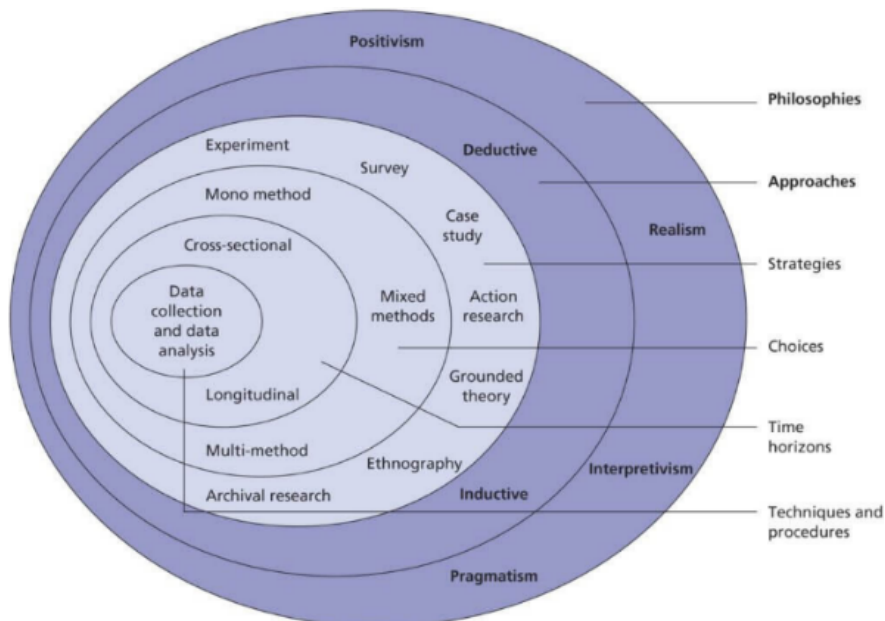 Positivism
Philosophies
Deductive
Experiment
Survey
Approaches
Mono method
Case
study
Realism
Cross-sectional
Strategies
Data
collection
and data
analysis
Mixed
methods
Action
research
Choices
Grounded
theory
Longitudinal
Time
horizons
Multi-method
Ethnography
Interpretivism
Archival research
Inductive
Techniques and
procedures
Pragmatism